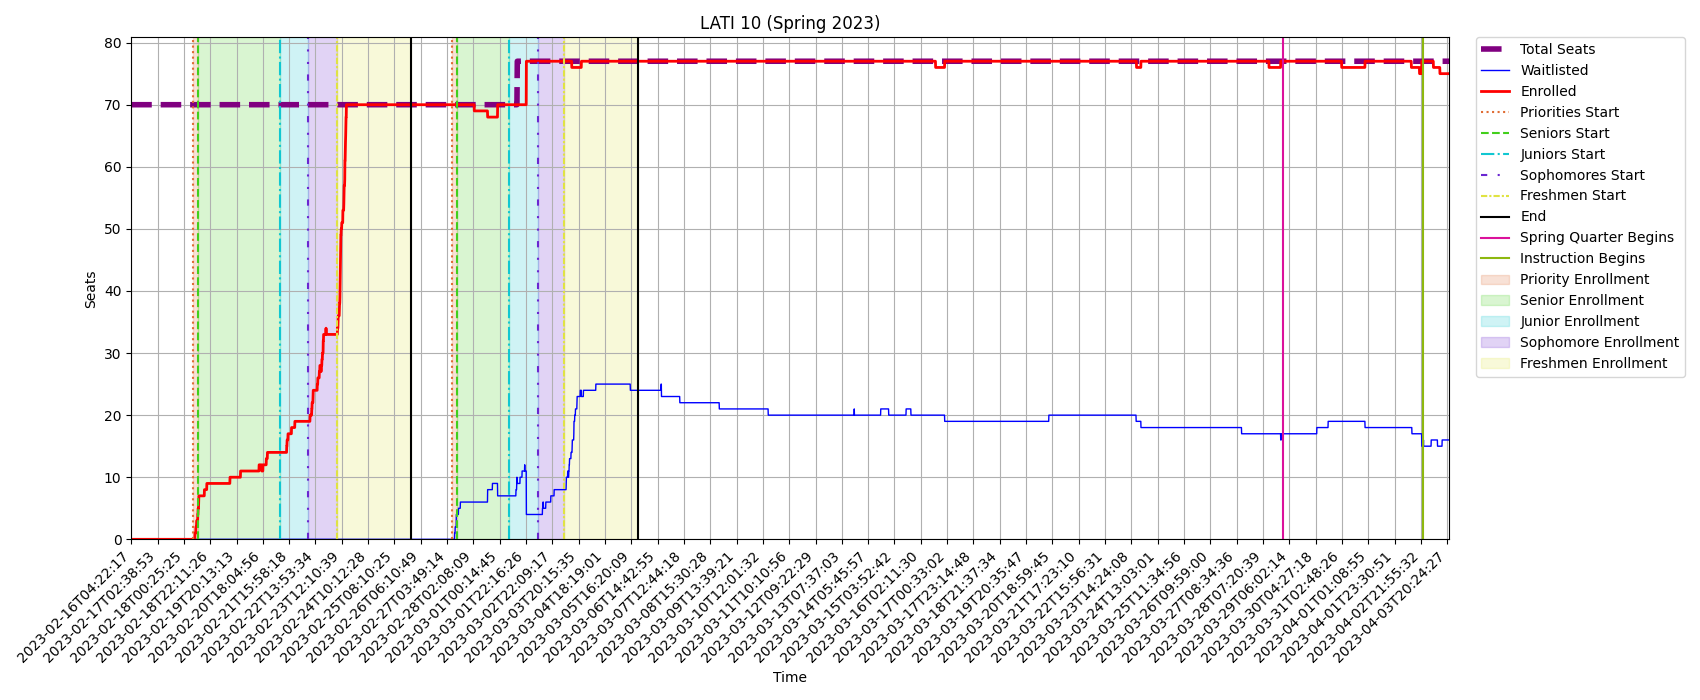 LATI 10 (Spring 2023)
80
70
60
50
40
30
20
10
0
Seats
2023-02-16T04:22:17
2023-02-17T02:38:53
2023-02-18T00:25:25
2023-02-18T22:11:26
2023-02-19T20:13:13
2023-02-20T18:04:56
2023-02-21T15:58:18
2023-02-22T13:53:34
2023-02-23T12:10:39
2023-02-24T10:12:28
2023-02-25T08:10:25
2023-02-26T06:10:49
2023-02-27T03:49:14
2023-02-28T02:08:09
2023-03-01T00:14:45
2023-03-01T22:16:26
2023-03-02T22:09:17
2023-03-03T20:15:35
2023-03-04T18:19:01
2023-03-05T16:20:09
2023-03-06T14:42:55
2023-03-07T12:44:18
2023-03-08T15:30:28
2023-03-09T13:39:21
2023-03-10T12:01:32
2023-03-11T10:10:56
2023-03-12T09:22:29
2023-03-13T07:37:03
2023-03-14T05:45:57
2023-03-15T03:52:42
2023-03-16T02:11:30
2023-03-17T00:33:02
2023-03-17T23:14:48
2023-03-18T21:37:34
2023-03-19T20:35:47
2023-03-20T18:59:45
2023-03-21T17:23:10
2023-03-22T15:56:31
2023-03-23T14:24:08
2023-03-24T13:03:01
2023-03-25T11:34:56
2023-03-26T09:59:00
2023-03-27T08:34:36
2023-03-28T07:20:39
2023-03-29T06:02:14
2023-03-30T04:27:18
2023-03-31T02:48:26
2023-04-01T01:08:55
2023-04-01T23:30:51
2023-04-02T21:55:32
2023-04-03T20:24:27
Time
Total Seats
Waitlisted
Enrolled
Priorities Start
Seniors Start
Juniors Start
Sophomores Start
Freshmen Start
End
Spring Quarter Begins
Instruction Begins
Priority Enrollment
Senior Enrollment
Junior Enrollment
Sophomore Enrollment
Freshmen Enrollment